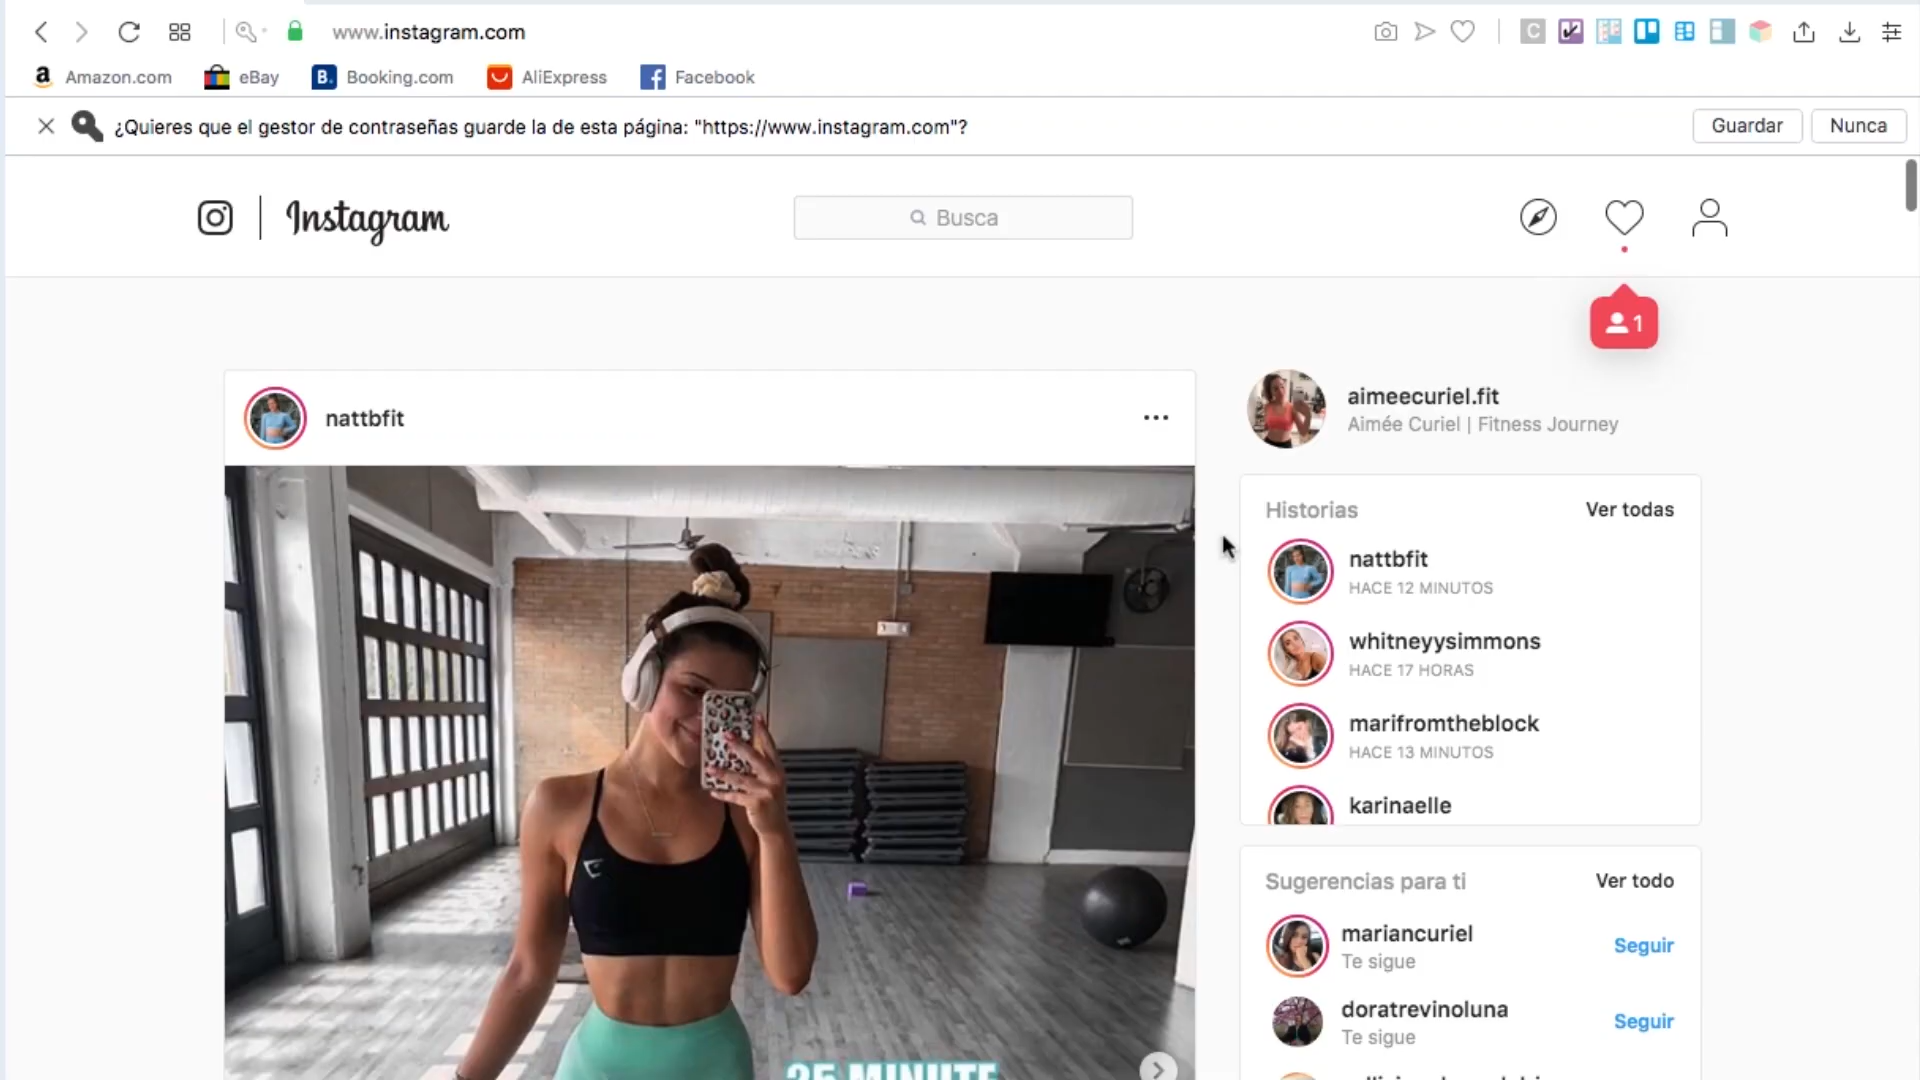 www.instagram.com
Amazon.com
eBay
Booking.com
AliExpress
Facebook
¿Quieres que el gestor de contraseñas guarde la de esta página: "https://www.instagram.com"?
Guardar
Nunca
Instagram
Busca
1
nattbfit
aimeecuriel.fit
Aimée Curiel | Fitness Journey
Historias
Ver todas
nattbfit
HACE 12 MINUTOS
whitneyysimmons
HACE 17 HORAS
marifromtheblock
HACE 13 MINUTOS
karinaelle
Sugerencias para ti
Ver todo
mariancuriel
Te sigue
Seguir
doratrevinoluna
Te sigue
Seguir
25 MINUTE